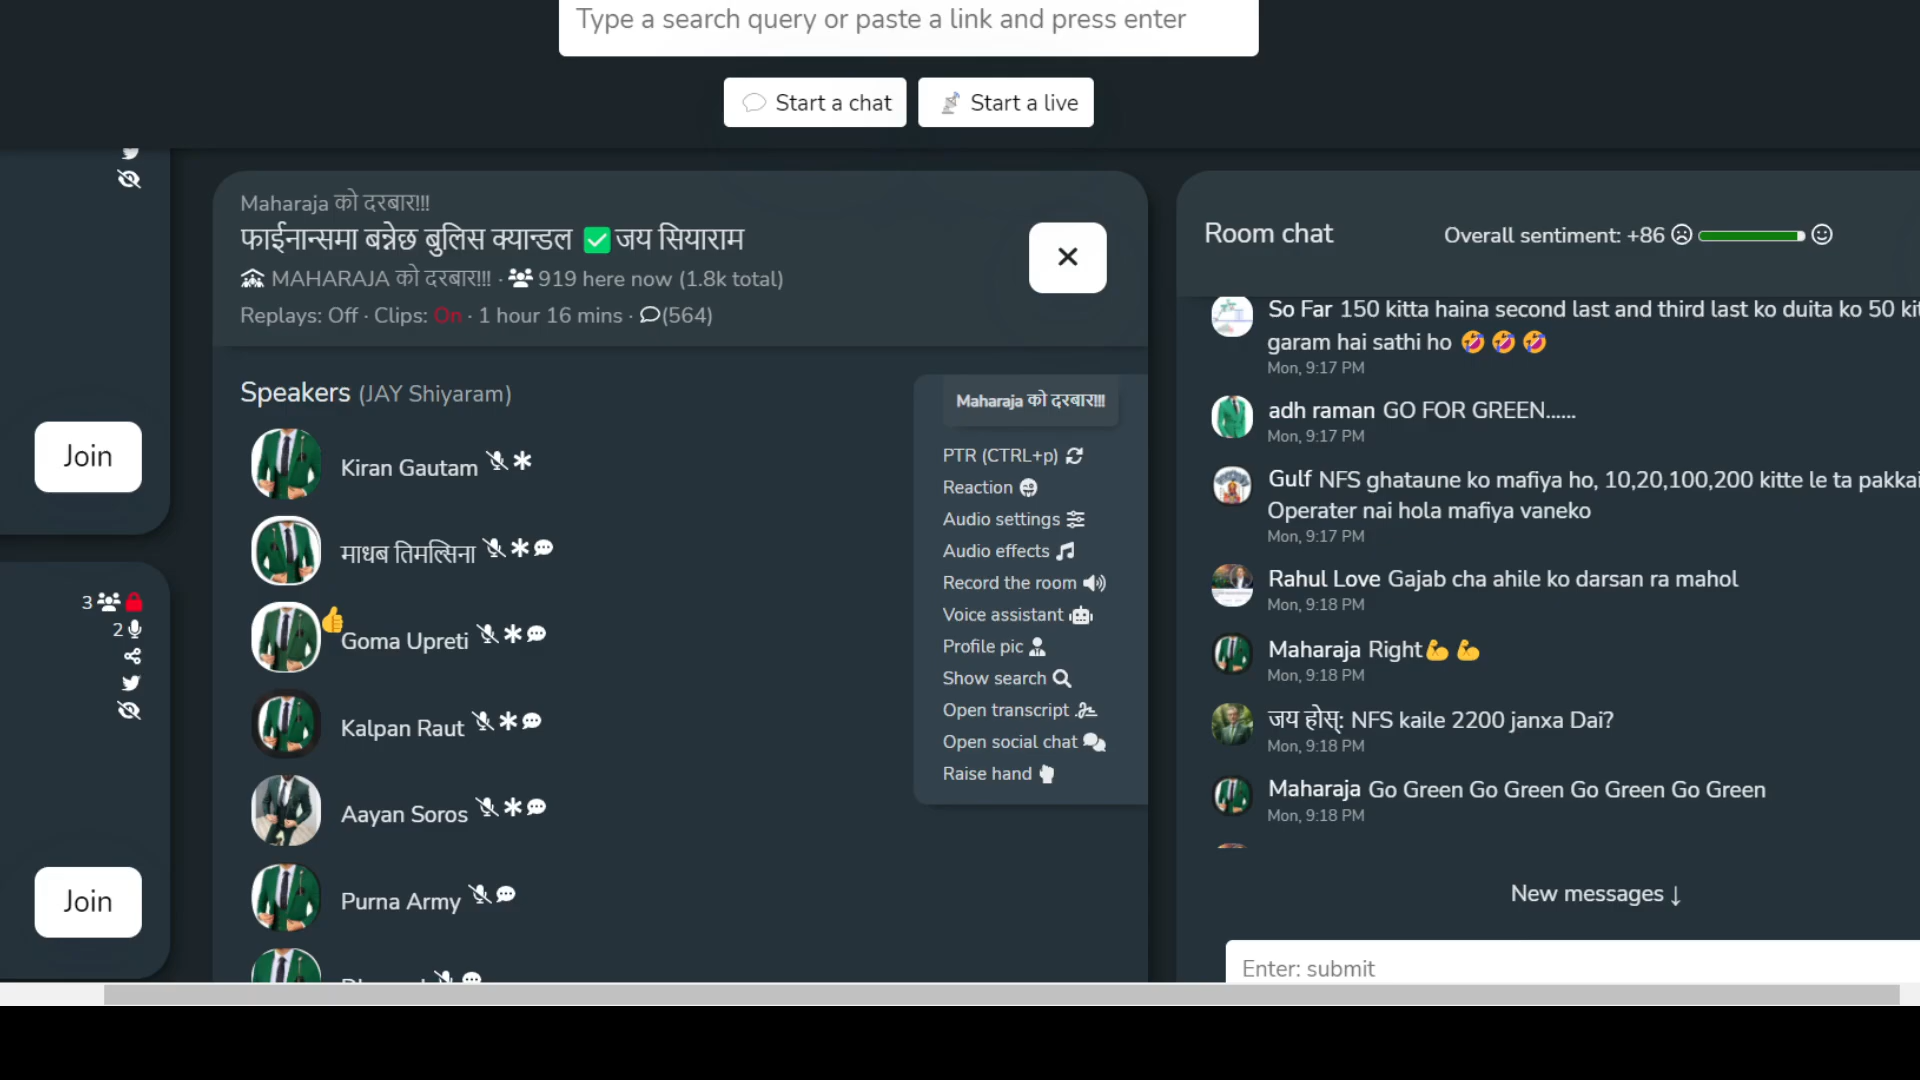 Type a search query or paste a link and press enter
Start a chat
Start a live
Join
3
2
Join
Maharaja को दरबार!!!
फाईनान्समा बन्नेछ बुलिस क्यान्डल ✅जय सियाराम
MAHARAJA को दरबार!!! · 919 here now (1.8k total)
Replays: Off · Clips: On · 1 hour 16 mins · (564)
Speakers (JAY Shiyaram)
Kiran Gautam
माधब तिमल्सिना
Goma Upreti
Kalpan Raut
Aayan Soros
Purna Army
Maharaja को दरबार!!!
PTR (CTRL+p)
Reaction
Audio settings
Audio effects
Record the room
Voice assistant
Profile pic
Show search
Open transcript
Open social chat
Raise hand
Room chat
Overall sentiment: +86
So Far 150 kitta haina second last and third last ko duita ko 50
garam hai sathi ho 🤣🤣🤣
Mon, 9:17 PM
adh raman GO FOR GREEN......
Mon, 9:17 PM
Gulf NFS ghataune ko mafiya ho, 10,20,100,200 kitte le ta pakkai
Operater nai hola mafiya vaneko
Mon, 9:17 PM
Rahul Love Gajab cha ahile ko darsan ra mahol
Mon, 9:18 PM
Maharaja Right💪💪
Mon, 9:18 PM
जय होस्: NFS kaile 2200 janxa Dai?
Mon, 9:18 PM
Maharaja Go Green Go Green Go Green Go Green
Mon, 9:18 PM
New messages ↓
Enter: submit